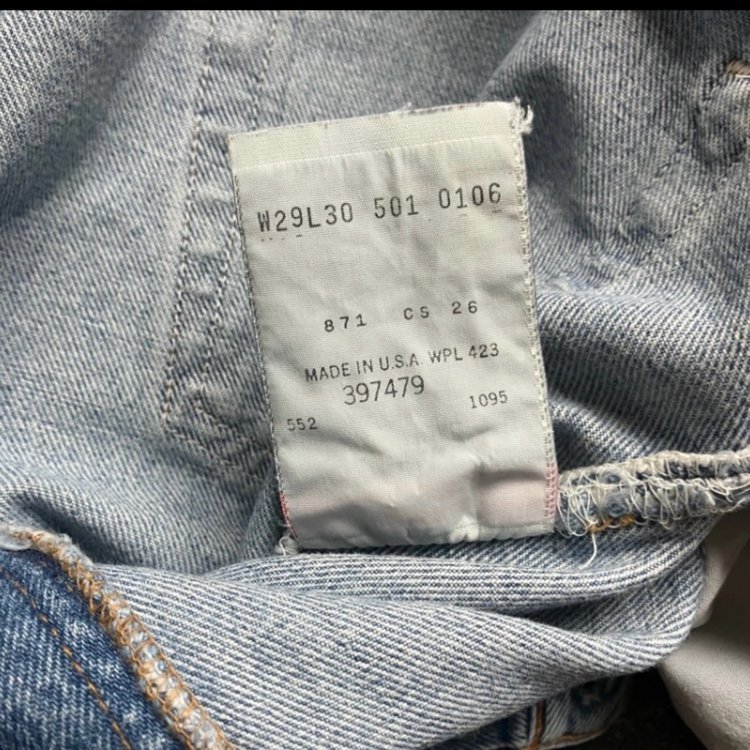 W29L30 501 0106
871 CS 26
MADE IN U.S.A WPL 423
397479
552 1095